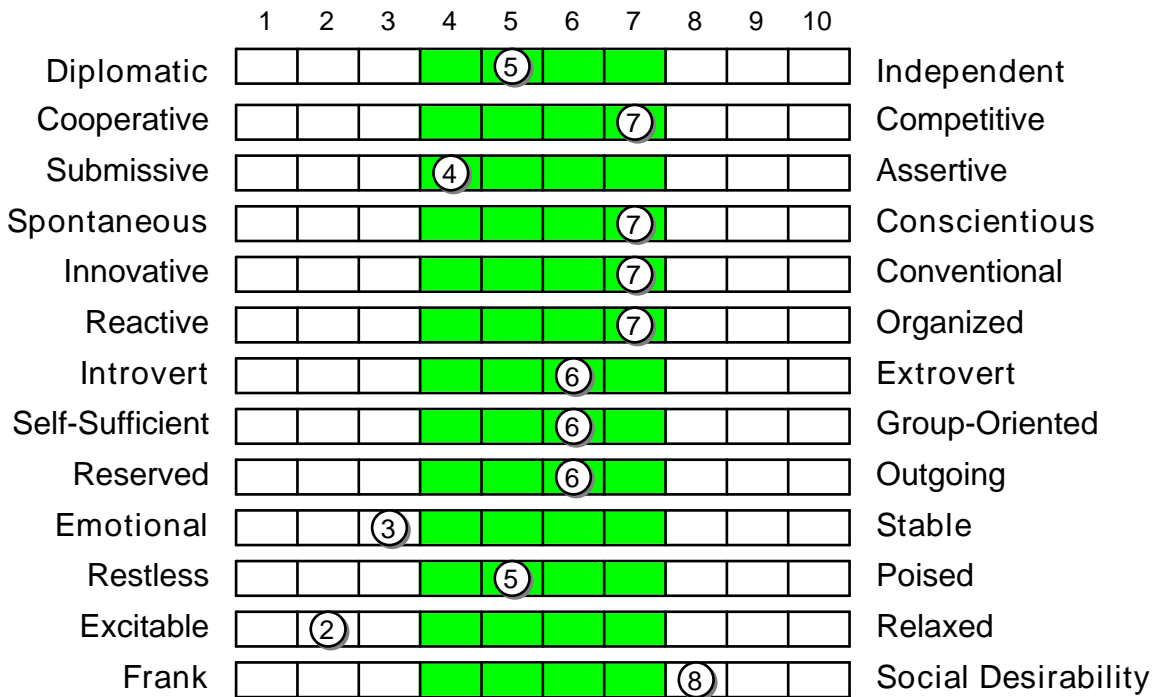 1 2 3 4 5 6 7 8 9 10
Diplomatic 5 Independent
Cooperative 7 Competitive
Submissive 4 Assertive
Spontaneous 7 Conscientious
Innovative 7 Conventional
Reactive 7 Organized
Introvert 6 Extrovert
Self-Sufficient 6 Group-Oriented
Reserved 6 Outgoing
Emotional 3 Stable
Restless 5 Poised
Excitable 2 Relaxed
Frank 8 Social Desirability